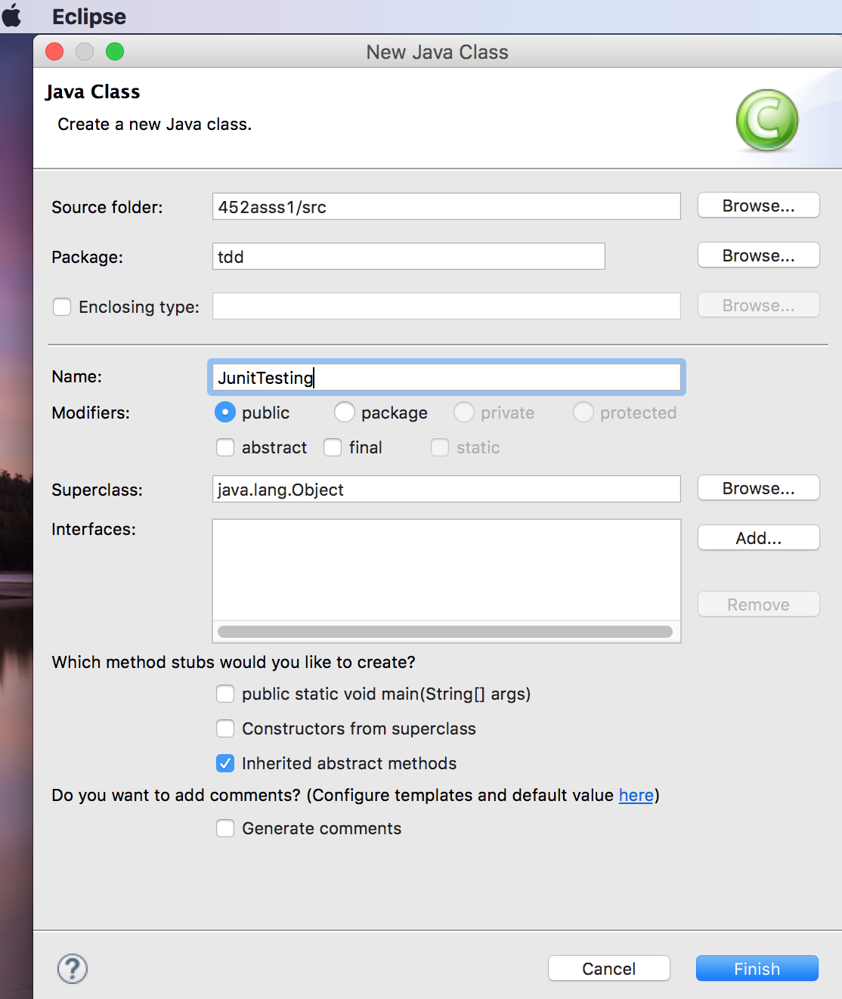 Eclipse
New Java Class
Java Class
Create a new Java class.
C
Source folder: 452asss1/src Browse...
Package: tdd Browse...
Enclosing type: Browse...
Name: JunitTesting
Modifiers: public package private protected
abstract final static
Superclass: java.lang.Object Browse...
Interfaces: Add...
Remove
Which method stubs would you like to create?
public static void main(String[] args)
Constructors from superclass
Inherited abstract methods
Do you want to add comments? (Configure templates and default value here)
Generate comments
? Cancel Finish